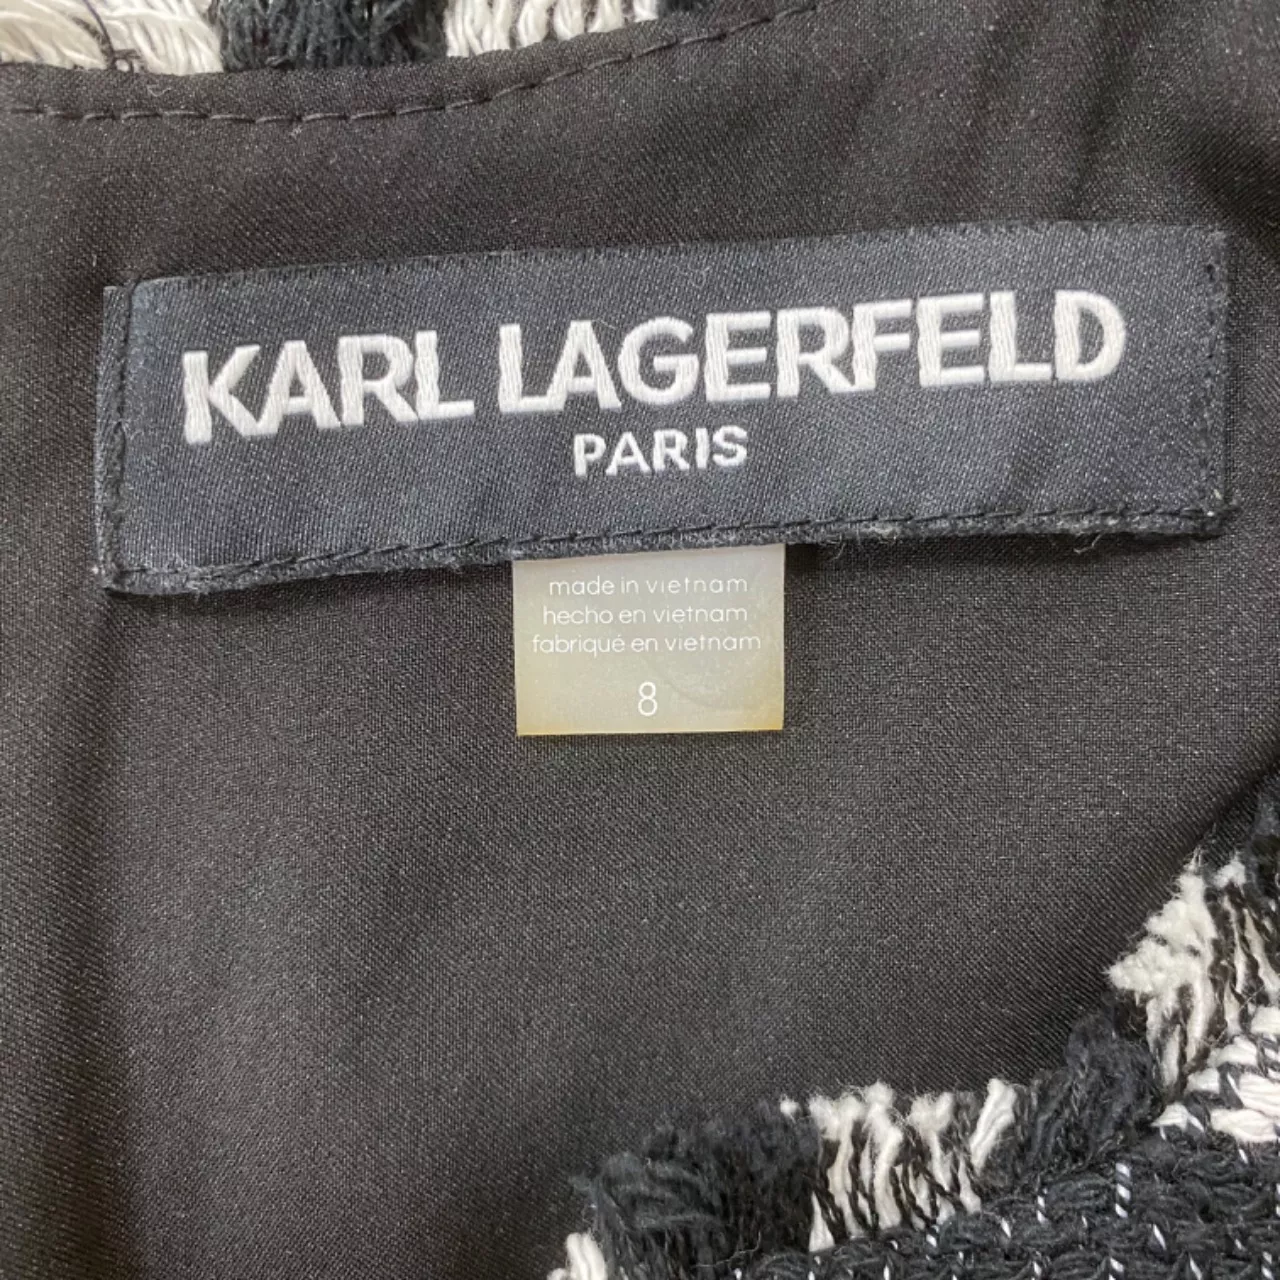 KARL LAGERFELD
PARIS
made in vietnam
hecho en vietnam
fabriqué en vietnam
8